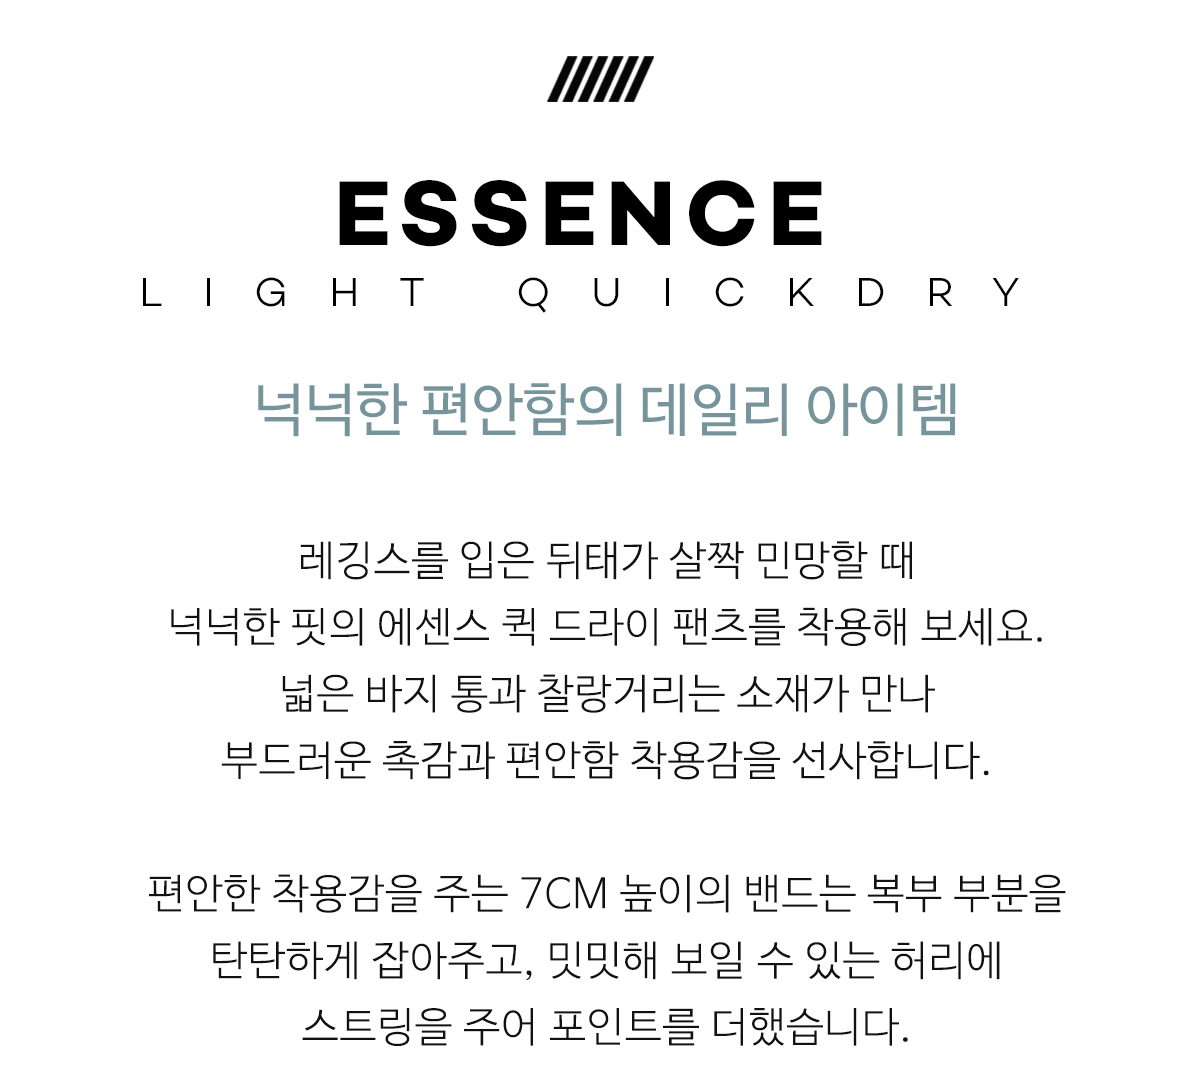 ESSENCE
LIGHT QUICKDRY
넉넉한 편안함의 데일리 아이템
레깅스를 입은 뒤태가 살짝 민망할 때
넉넉한 핏의 에센스 퀵 드라이 팬츠를 착용해 보세요.
넓은 바지 통과 찰랑거리는 소재가 만나
부드러운 촉감과 편안함 착용감을 선사합니다.
편안한 착용감을 주는 7CM 높이의 밴드는 복부 부분을
탄탄하게 잡아주고, 밋밋해 보일 수 있는 허리에
스트링을 주어 포인트를 더했습니다.